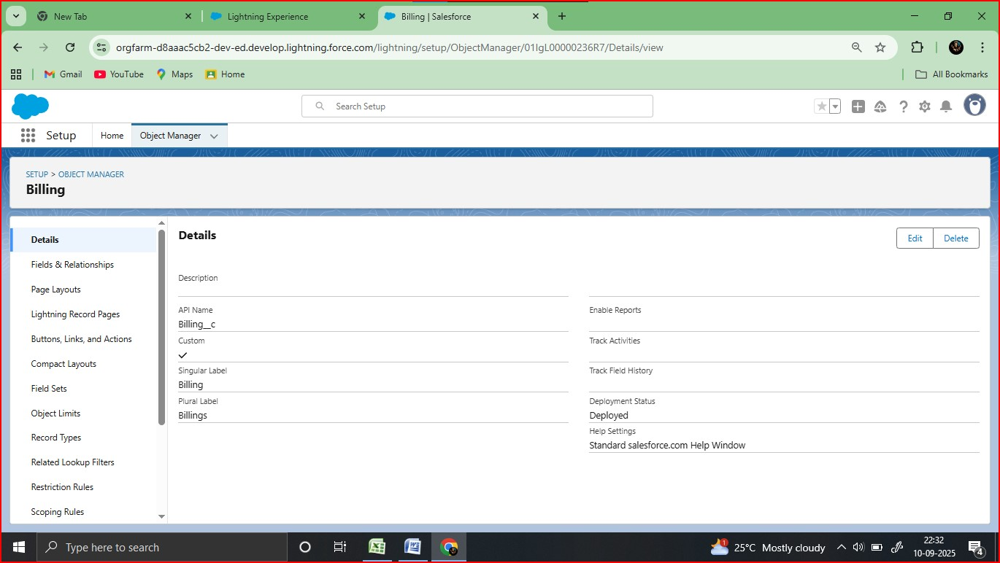 New Tab
Lightning Experience
Billing | Salesforce
orgfarm-d8aaac5cb2-dev-ed.develop.lightning.force.com/lightning/setup/ObjectManager/01IgL00000236R7/Details/view
Gmail
YouTube
Maps
Home
All Bookmarks
Search Setup
Setup
Home
Object Manager
SETUP > OBJECT MANAGER
Billing
Details
Fields & Relationships
Page Layouts
Lightning Record Pages
Buttons, Links, and Actions
Compact Layouts
Field Sets
Object Limits
Record Types
Related Lookup Filters
Restriction Rules
Scoping Rules
Details
Edit
Delete
Description
API Name
Billing__c
Custom
Singular Label
Billing
Plural Label
Billings
Enable Reports
Track Activities
Track Field History
Deployment Status
Deployed
Help Settings
Standard salesforce.com Help Window
Type here to search
1
25°C Mostly cloudy
22:32
10-09-2025
4